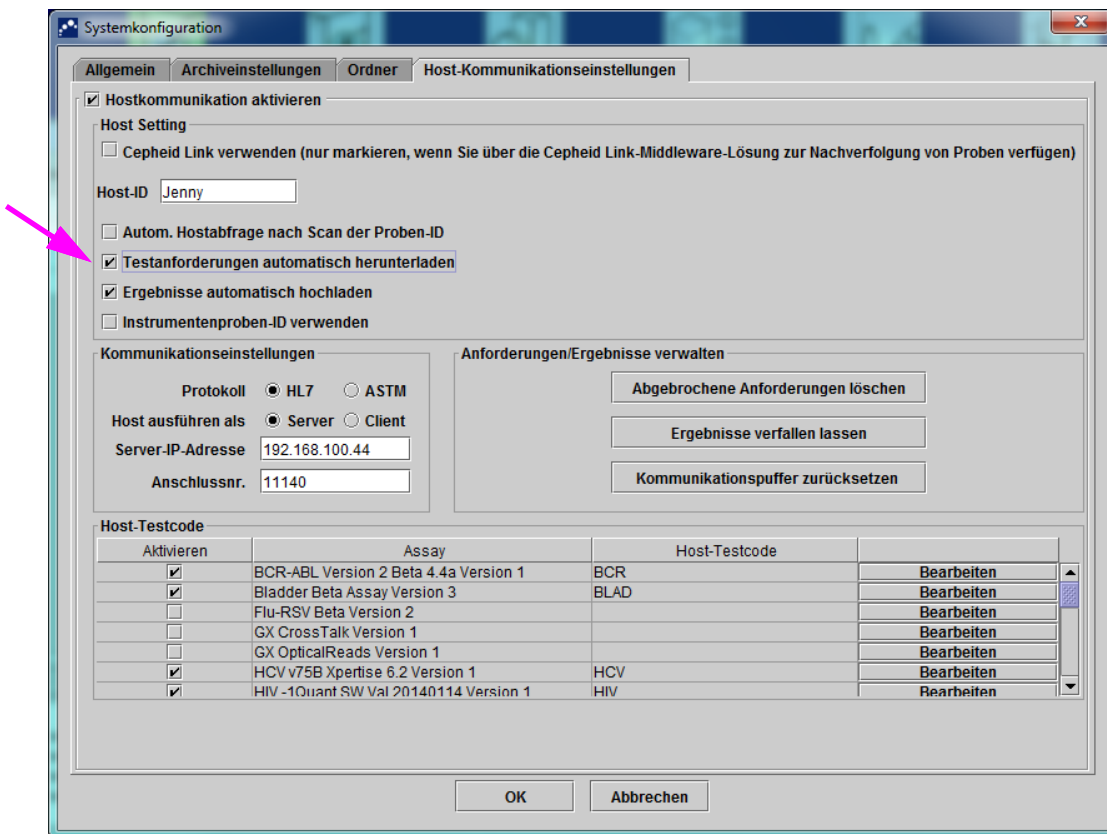 Systemkonfiguration
Allgemein Archiveinstellungen Ordner Host-Kommunikationseinstellungen
Hostkommunikation aktivieren
Host Setting
Cepheid Link verwenden (nur markieren, wenn Sie über die Cepheid Link-Middleware-Lösung zur Nachverfolgung von Proben verfügen)
Host-ID Jenny
Autom. Hostabfrage nach Scan der Proben-ID
Testanforderungen automatisch herunterladen
Ergebnisse automatisch hochladen
Instrumentenproben-ID verwenden
Kommunikationseinstellungen
Protokoll HL7 ASTM
Host ausführen als Server Client
Server-IP-Adresse 192.168.100.44
Anschlussnr. 11140
Anforderungen/Ergebnisse verwalten
Abgebrochene Anforderungen löschen
Ergebnisse verfallen lassen
Kommunikationspuffer zurücksetzen
Host-Testcode
Aktivieren Assay Host-Testcode
BCR-ABL Version 2 Beta 4.4a Version 1 BCR Bearbeiten
Bladder Beta Assay Version 3 BLAD Bearbeiten
Flu-RSV Beta Version 2 Bearbeiten
GX CrossTalk Version 1 Bearbeiten
GX OpticalReads Version 1 Bearbeiten
HCV v75B Xpertise 6.2 Version 1 HCV Bearbeiten
HIV -1Quant SW Val 20140114 Version 1 HIV Bearbeiten
OK Abbrechen